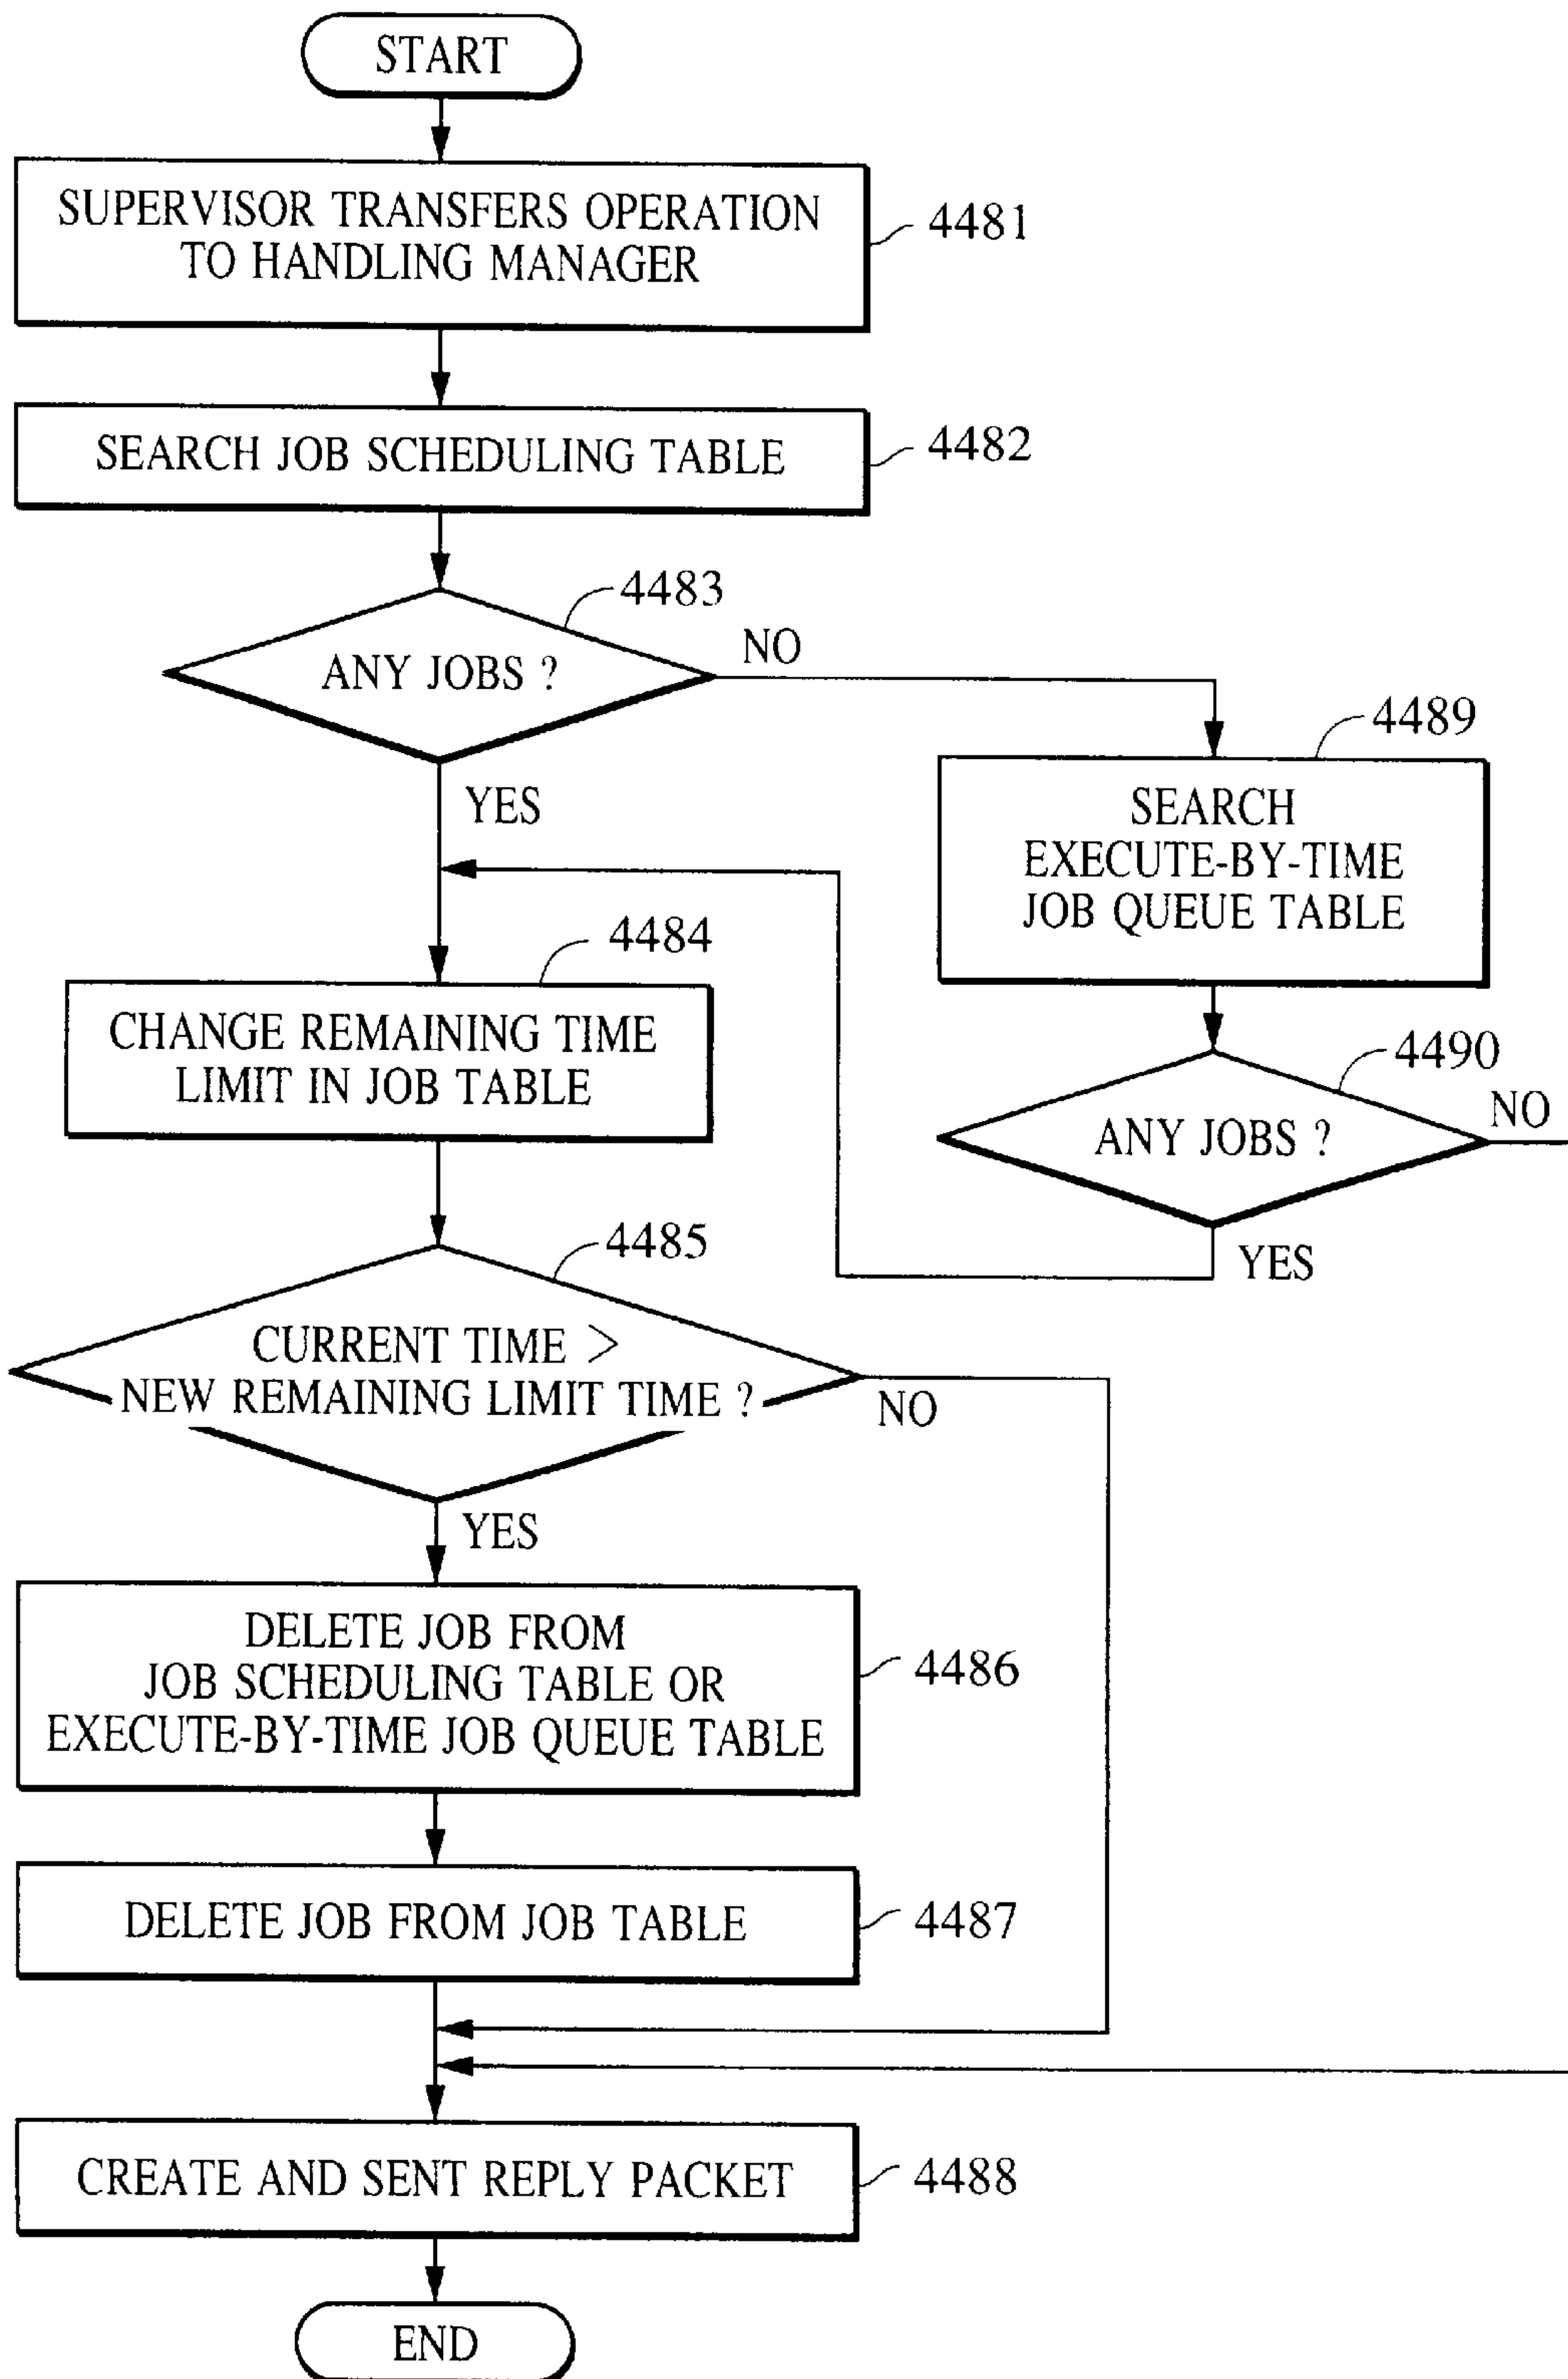 START
SUPERVISOR TRANSFERS OPERATION
TO HANDLING MANAGER
4481
SEARCH JOB SCHEDULING TABLE
4482
4483
ANY JOBS ?
NO
YES
4489
SEARCH
EXECUTE-BY-TIME
JOB QUEUE TABLE
4484
CHANGE REMAINING TIME
LIMIT IN JOB TABLE
4490
ANY JOBS ?
NO
YES
4485
CURRENT TIME >
NEW REMAINING LIMIT TIME ?
NO
YES
DELETE JOB FROM
JOB SCHEDULING TABLE OR
EXECUTE-BY-TIME JOB QUEUE TABLE
4486
DELETE JOB FROM JOB TABLE
4487
CREATE AND SENT REPLY PACKET
4488
END